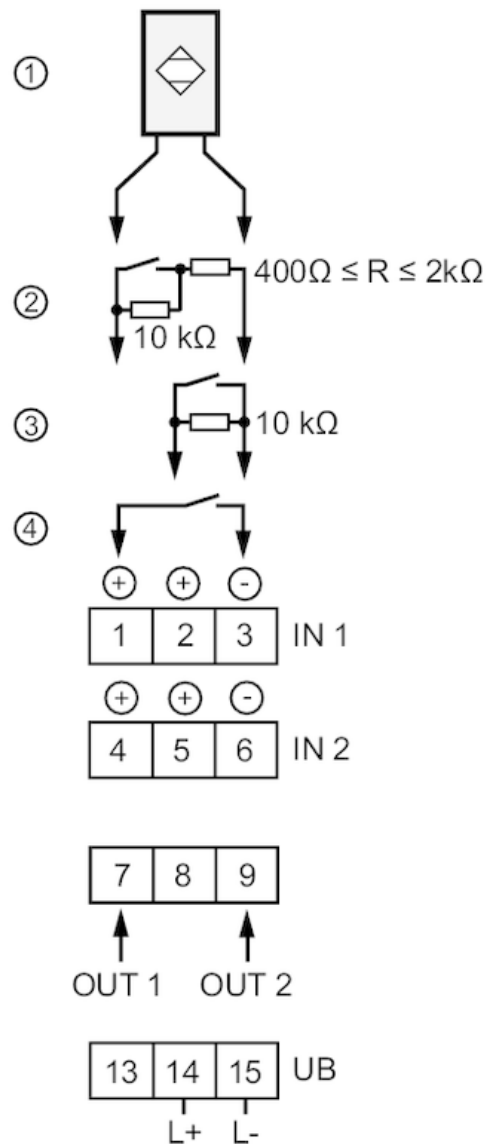 ①
400Ω ≤ R ≤ 2kΩ
②
10 kΩ
③
10 kΩ
④
+ + -
1 2 3 IN 1
+ + -
4 5 6 IN 2
7 8 9
OUT 1 OUT 2
13 14 15 UB
L+ L-